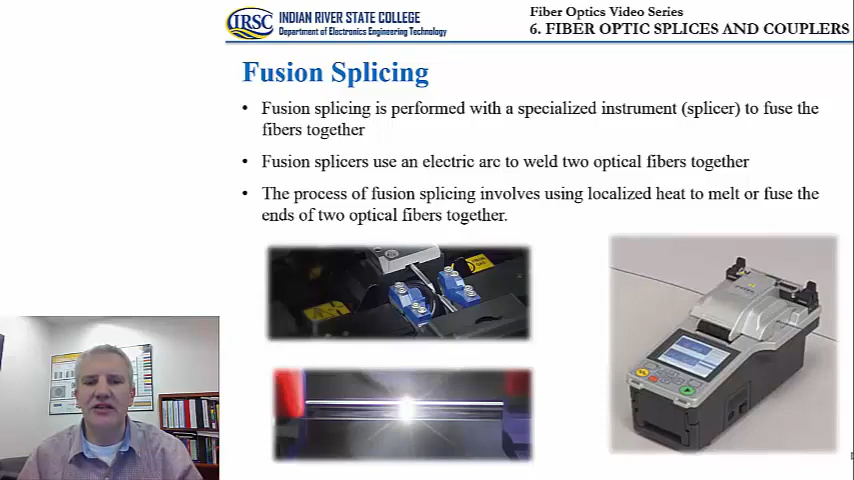 IRSC
INDIAN RIVER STATE COLLEGE
Department of Electronics Engineering Technology
Fiber Optics Video Series
6. FIBER OPTIC SPLICES AND COUPLERS
Fusion Splicing
• Fusion splicing is performed with a specialized instrument (splicer) to fuse the
fibers together
• Fusion splicers use an electric arc to weld two optical fibers together
• The process of fusion splicing involves using localized heat to melt or fuse the
ends of two optical fibers together.